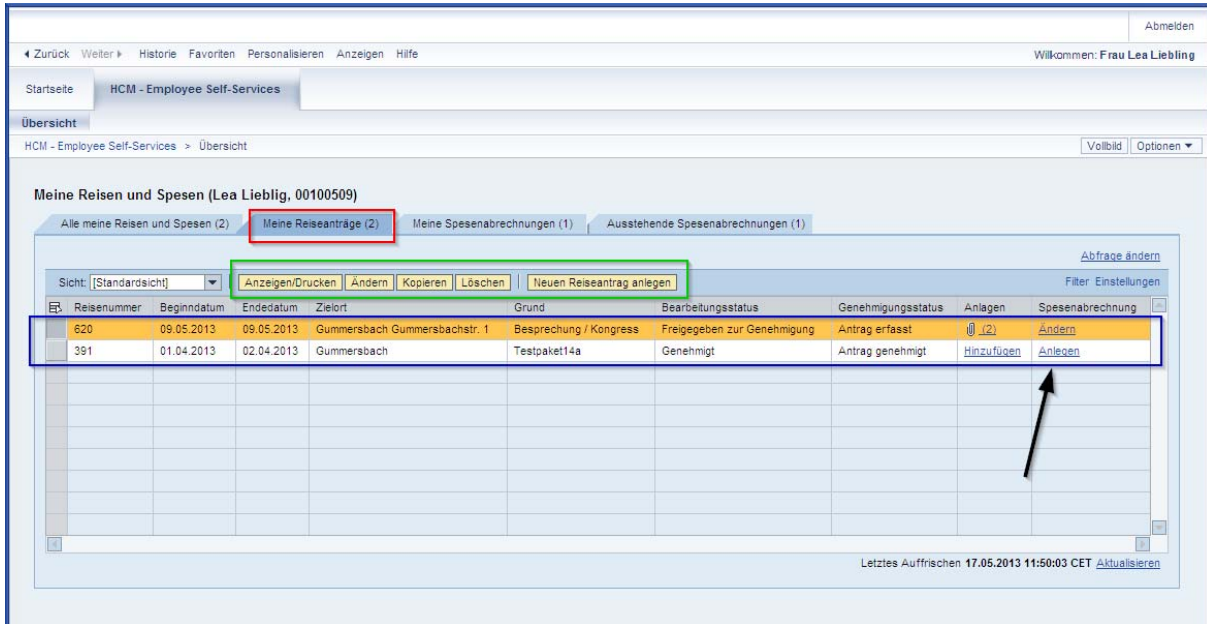 Abmelden
Zurück Weiter Historie Favoriten Personalisieren Anzeigen Hilfe Willkommen: Frau Lea Liebling
Startseite HCM - Employee Self-Services
Übersicht
HCM - Employee Self-Services > Übersicht Vollbild Optionen
Meine Reisen und Spesen (Lea Lieblig, 00100509)
Alle meine Reisen und Spesen (2) Meine Reiseanträge (2) Meine Spesenabrechnungen (1) Ausstehende Spesenabrechnungen (1)
Abfrage ändern
Sicht: [Standardsicht] Anzeigen/Drucken Ändern Kopieren Löschen Neuen Reiseantrag anlegen Filter Einstellungen
Reisenummer Beginndatum Endedatum Zielort Grund Bearbeitungsstatus Genehmigungsstatus Anlagen Spesenabrechnung
620 09.05.2013 09.05.2013 Gummersbach Gummersbachstr. 1 Besprechung / Kongress Freigegeben zur Genehmigung Antrag erfasst (2) Ändern
391 01.04.2013 02.04.2013 Gummersbach Testpaket14a Genehmigt Antrag genehmigt Hinzufügen Anlegen
Letztes Auffrischen 17.05.2013 11:50:03 CET Aktualisieren